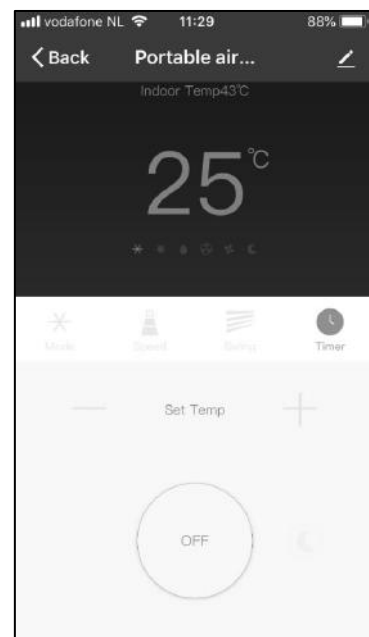 vodafone NL 11:29 88%
Back Portable air...
Indoor Temp43℃
25℃
Mode Speed Swing Timer
Set Temp
OFF